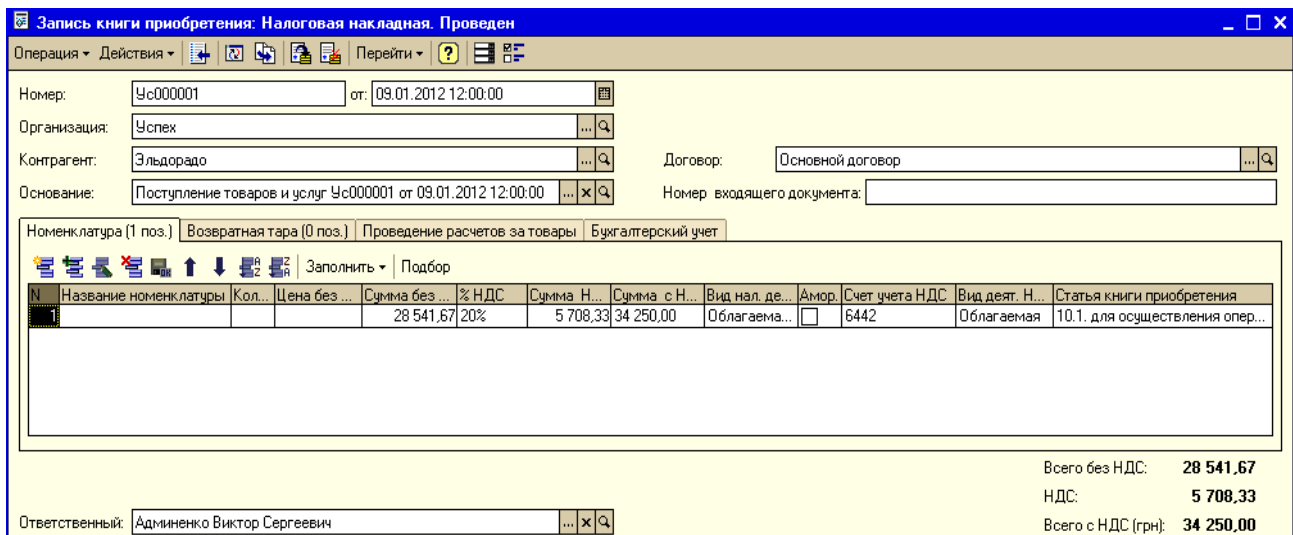 Запись книги приобретения: Налоговая накладная. Проведен
Операция Действия Перейти ?
Номер: Ус000001 от: 09.01.2012 12:00:00
Организация: Успех ...
Контрагент: Эльдорадо ... Договор: Основной договор ...
Основание: Поступление товаров и услуг Ус000001 от 09.01.2012 12:00:00 ... x Номер входящего документа:
Номенклатура (1 поз.) Возвратная тара (0 поз.) Проведение расчетов за товары Бухгалтерский учет
Заполнить Подбор
N Название номенклатуры Кол... Цена без ... Сумма без ... % НДС Сумма Н... Сумма с Н... Вид нал. де... Амор. Счет учета НДС Вид деят. Н... Статья книги приобретения
1 28 541,67 20% 5 708,33 34 250,00 Облагаема... 6442 Облагаемая 10.1. для осуществления опер...
Всего без НДС: 28 541,67
НДС: 5 708,33
Ответственный: Админенко Виктор Сергеевич ... x Всего с НДС (грн): 34 250,00